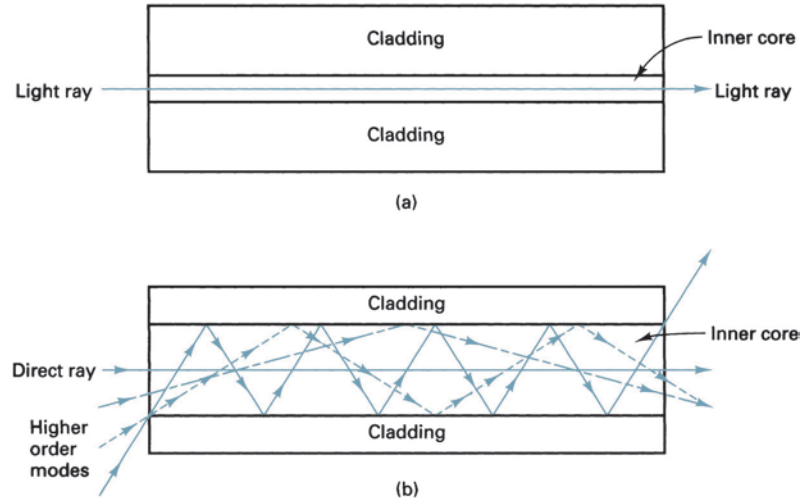 Cladding
Inner core
Light ray
Light ray
Cladding
(a)
Cladding
Inner core
Direct ray
Higher
order
modes
Cladding
(b)